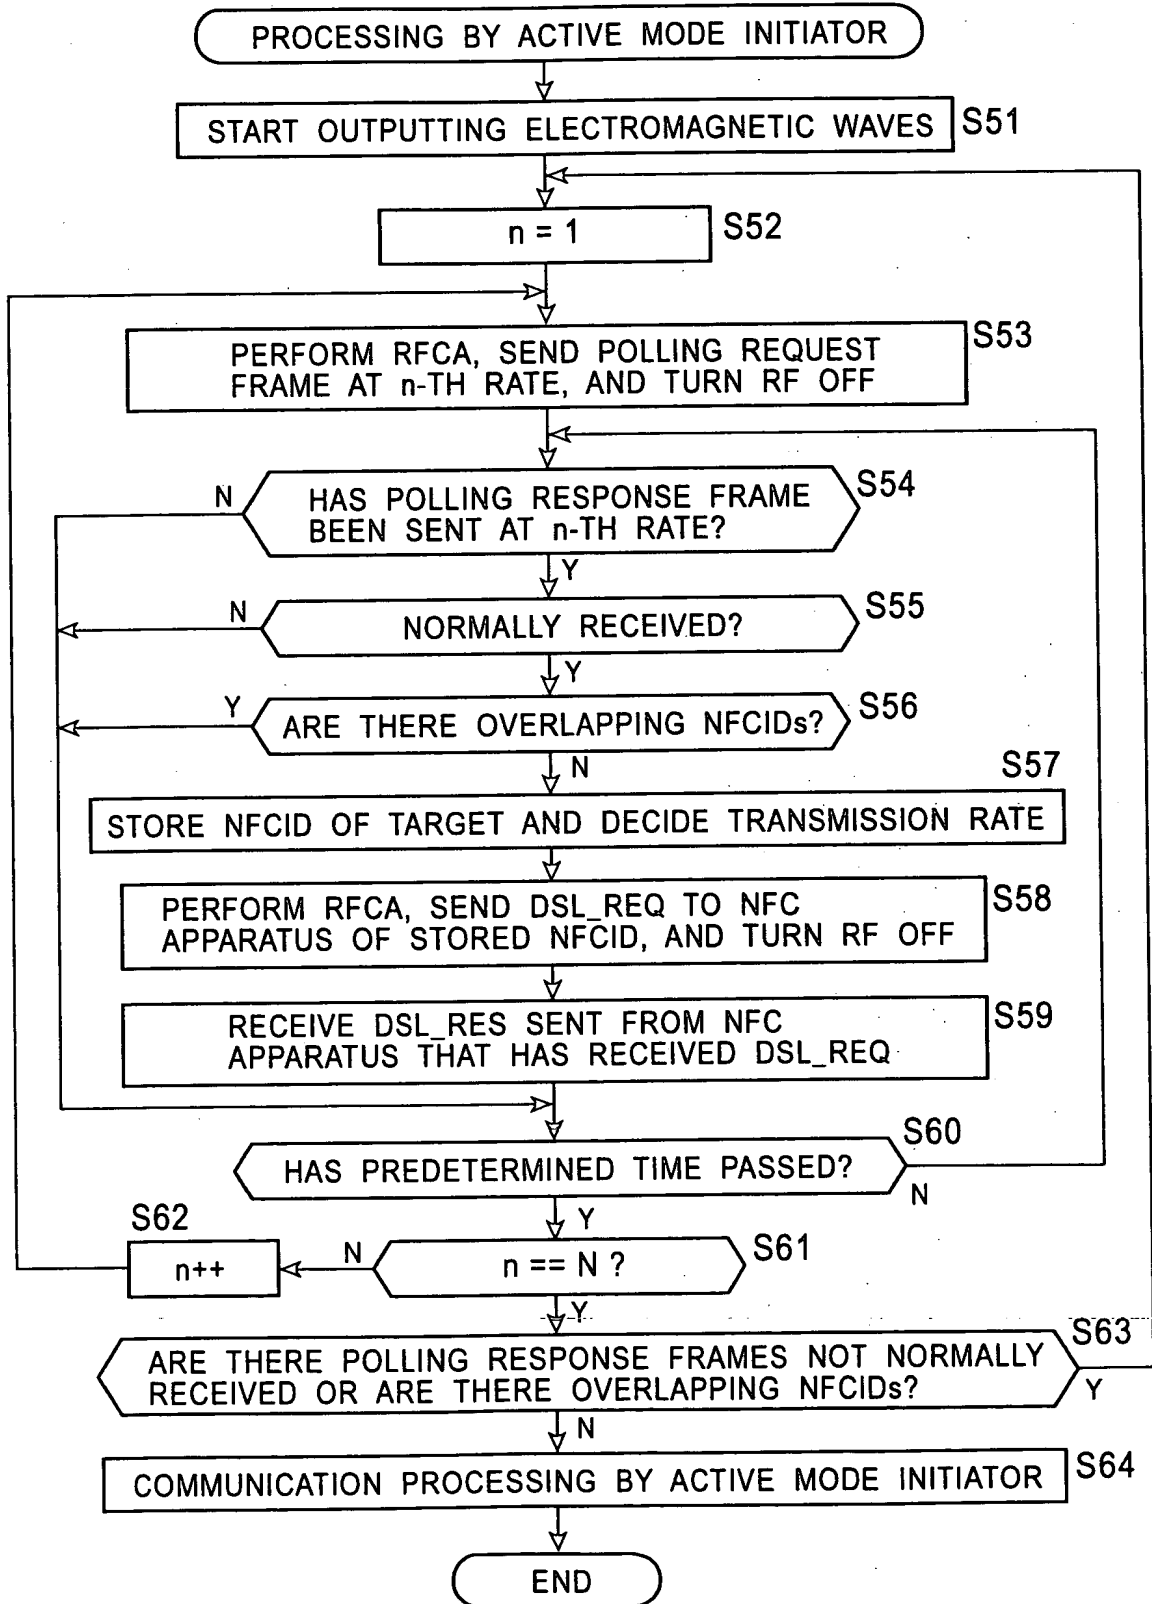 PROCESSING BY ACTIVE MODE INITIATOR
START OUTPUTTING ELECTROMAGNETIC WAVES
S51
n = 1
S52
PERFORM RFCA, SEND POLLING REQUEST
FRAME AT n-TH RATE, AND TURN RF OFF
S53
HAS POLLING RESPONSE FRAME
BEEN SENT AT n-TH RATE?
S54
N
Y
NORMALLY RECEIVED?
S55
N
Y
ARE THERE OVERLAPPING NFCIDs?
S56
Y
N
S57
STORE NFCID OF TARGET AND DECIDE TRANSMISSION RATE
PERFORM RFCA, SEND DSL_REQ TO NFC
APPARATUS OF STORED NFCID, AND TURN RF OFF
S58
RECEIVE DSL_RES SENT FROM NFC
APPARATUS THAT HAS RECEIVED DSL_REQ
S59
HAS PREDETERMINED TIME PASSED?
S60
N
Y
S62
n++
N
n == N ?
S61
Y
ARE THERE POLLING RESPONSE FRAMES NOT NORMALLY
RECEIVED OR ARE THERE OVERLAPPING NFCIDs?
S63
Y
N
COMMUNICATION PROCESSING BY ACTIVE MODE INITIATOR
S64
END